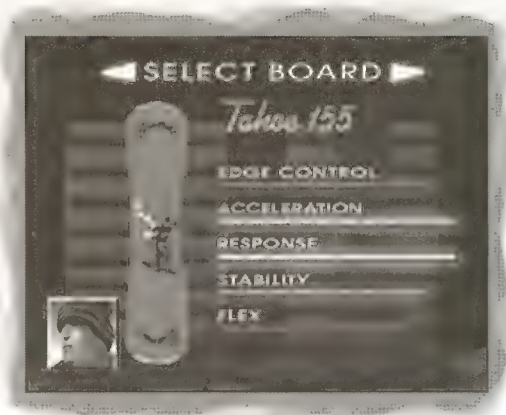 SELECT BOARD
Tahoe 155
EDGE CONTROL
ACCELERATION
RESPONSE
STABILITY
FLEX